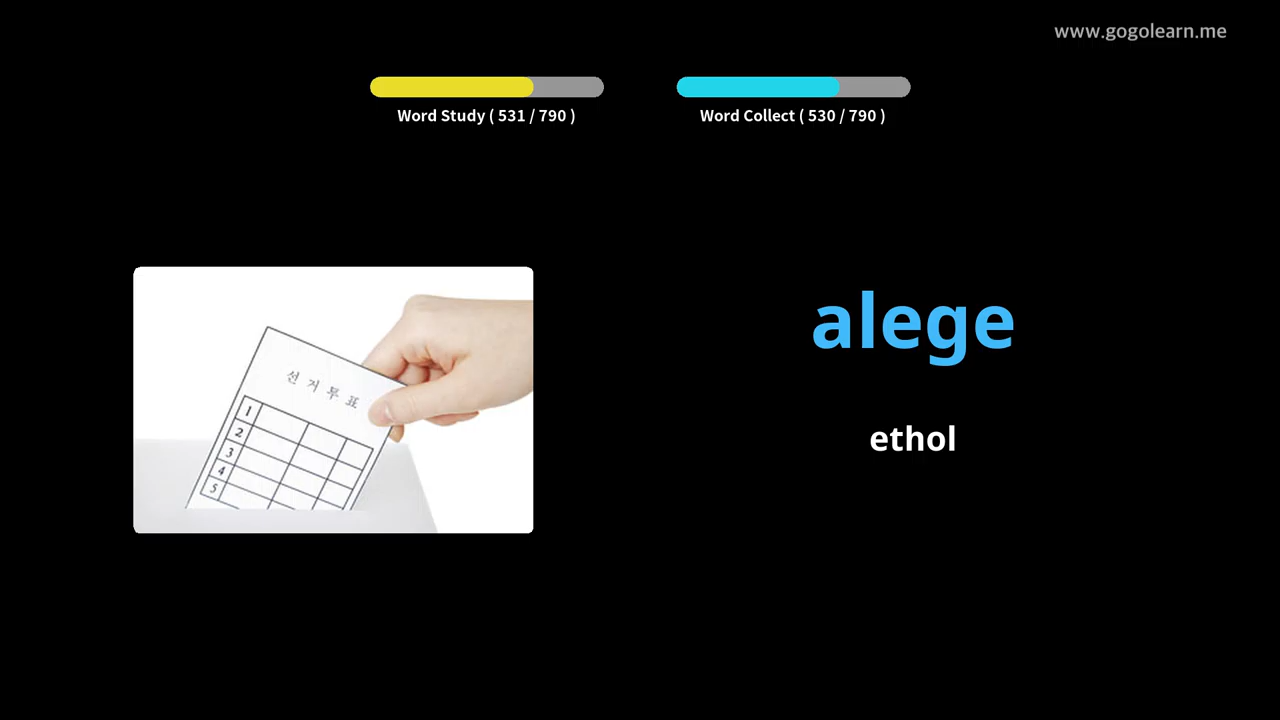 www.gogolearn.me
Word Study ( 531 / 790 )
Word Collect ( 530 / 790 )
선거투표
1
2
3
4
5
alege
ethol